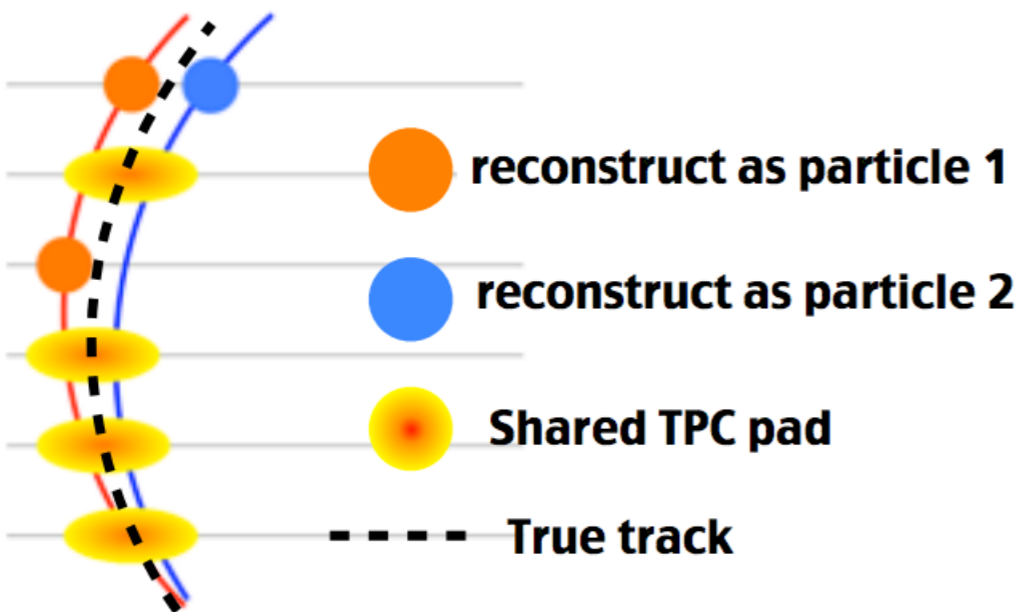 reconstruct as particle 1
reconstruct as particle 2
Shared TPC pad
True track